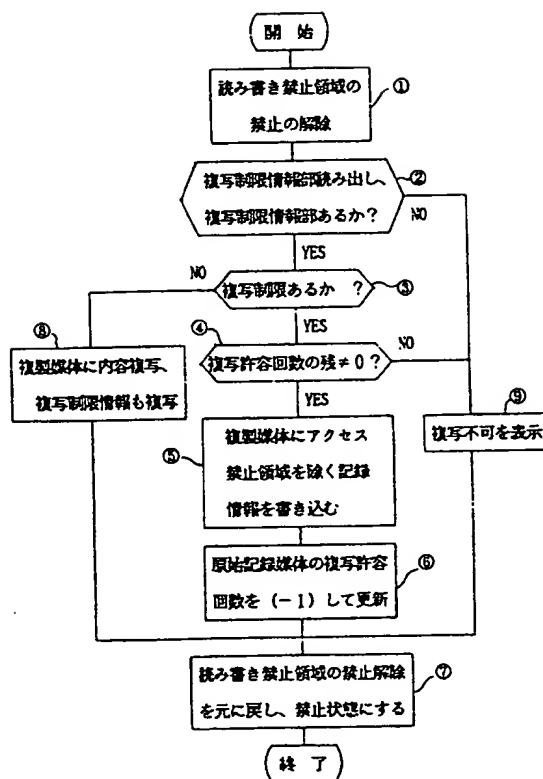 開 始
読み書き禁止領域の
禁止の解除
①
複写制限情報部読み出し、
複写制限情報部あるか？
②
NO
YES
NO
複写制限あるか ？
③
YES
④
複写許容回数の残≠0？
NO
⑧
複製媒体に内容複写、
複写制限情報も複写
YES
⑨
複写不可を表示
⑤
複製媒体にアクセス
禁止領域を除く記録
情報を書き込む
原始記録媒体の複写許容
回数を（−1）して更新
⑥
読み書き禁止領域の禁止解除
を元に戻し、禁止状態にする
⑦
終 了